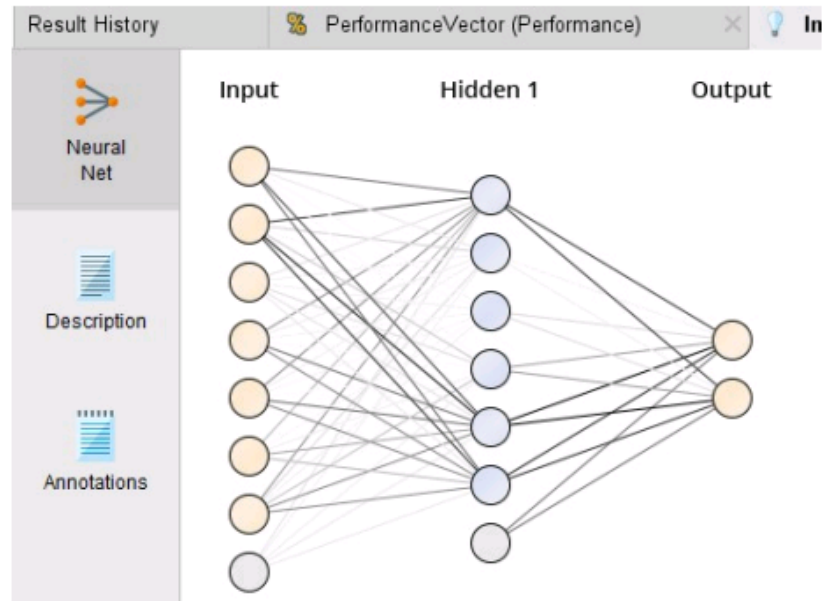 Result History
% PerformanceVector (Performance)
Input
Hidden 1
Output
Neural
Net
Description
Annotations